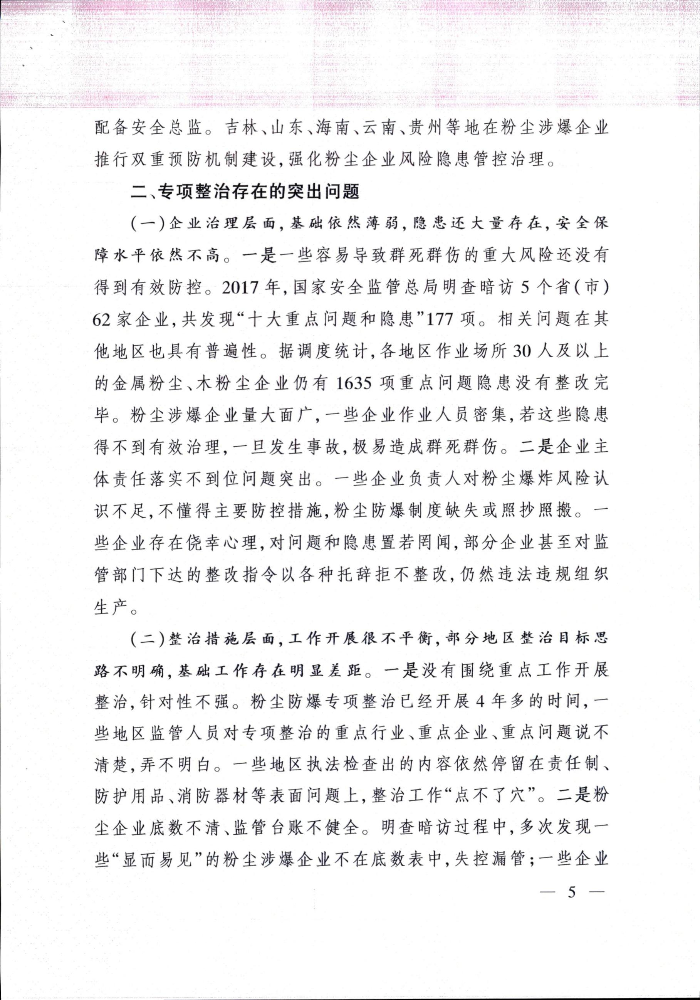 配备安全总监。吉林、山东、海南、云南、贵州等地在粉尘涉爆企业
推行双重预防机制建设,强化粉尘企业风险隐患管控治理。
二、专项整治存在的突出问题
(一)企业治理层面,基础依然薄弱,隐患还大量存在,安全保
障水平依然不高。一是一些容易导致群死群伤的重大风险还没有
得到有效防控。2017 年,国家安全监管总局明查暗访 5 个省(市)
62 家企业,共发现“十大重点问题和隐患”177 项。相关问题在其
他地区也具有普遍性。据调度统计,各地区作业场所 30 人及以上
的金属粉尘、木粉尘企业仍有 1635 项重点问题隐患没有整改完
毕。粉尘涉爆企业量大面广,一些企业作业人员密集,若这些隐患
得不到有效治理,一旦发生事故,极易造成群死群伤。二是企业主
体责任落实不到位问题突出。一些企业负责人对粉尘爆炸风险认
识不足,不懂得主要防控措施,粉尘防爆制度缺失或照抄照搬。一
些企业存在侥幸心理,对问题和隐患置若罔闻,部分企业甚至对监
管部门下达的整改指令以各种托辞拒不整改,仍然违法违规组织
生产。
(二)整治措施层面,工作开展很不平衡,部分地区整治目标思
路不明确,基础工作存在明显差距。一是没有围绕重点工作开展
整治,针对性不强。粉尘防爆专项整治已经开展 4 年多的时间,一
些地区监管人员对专项整治的重点行业、重点企业、重点问题说不
清楚,弄不明白。一些地区执法检查出的内容依然停留在责任制、
防护用品、消防器材等表面问题上,整治工作“点不了穴”。二是粉
尘企业底数不清、监管台账不健全。明查暗访过程中,多次发现一
些“显而易见”的粉尘涉爆企业不在底数表中,失控漏管;一些企业
— 5 —